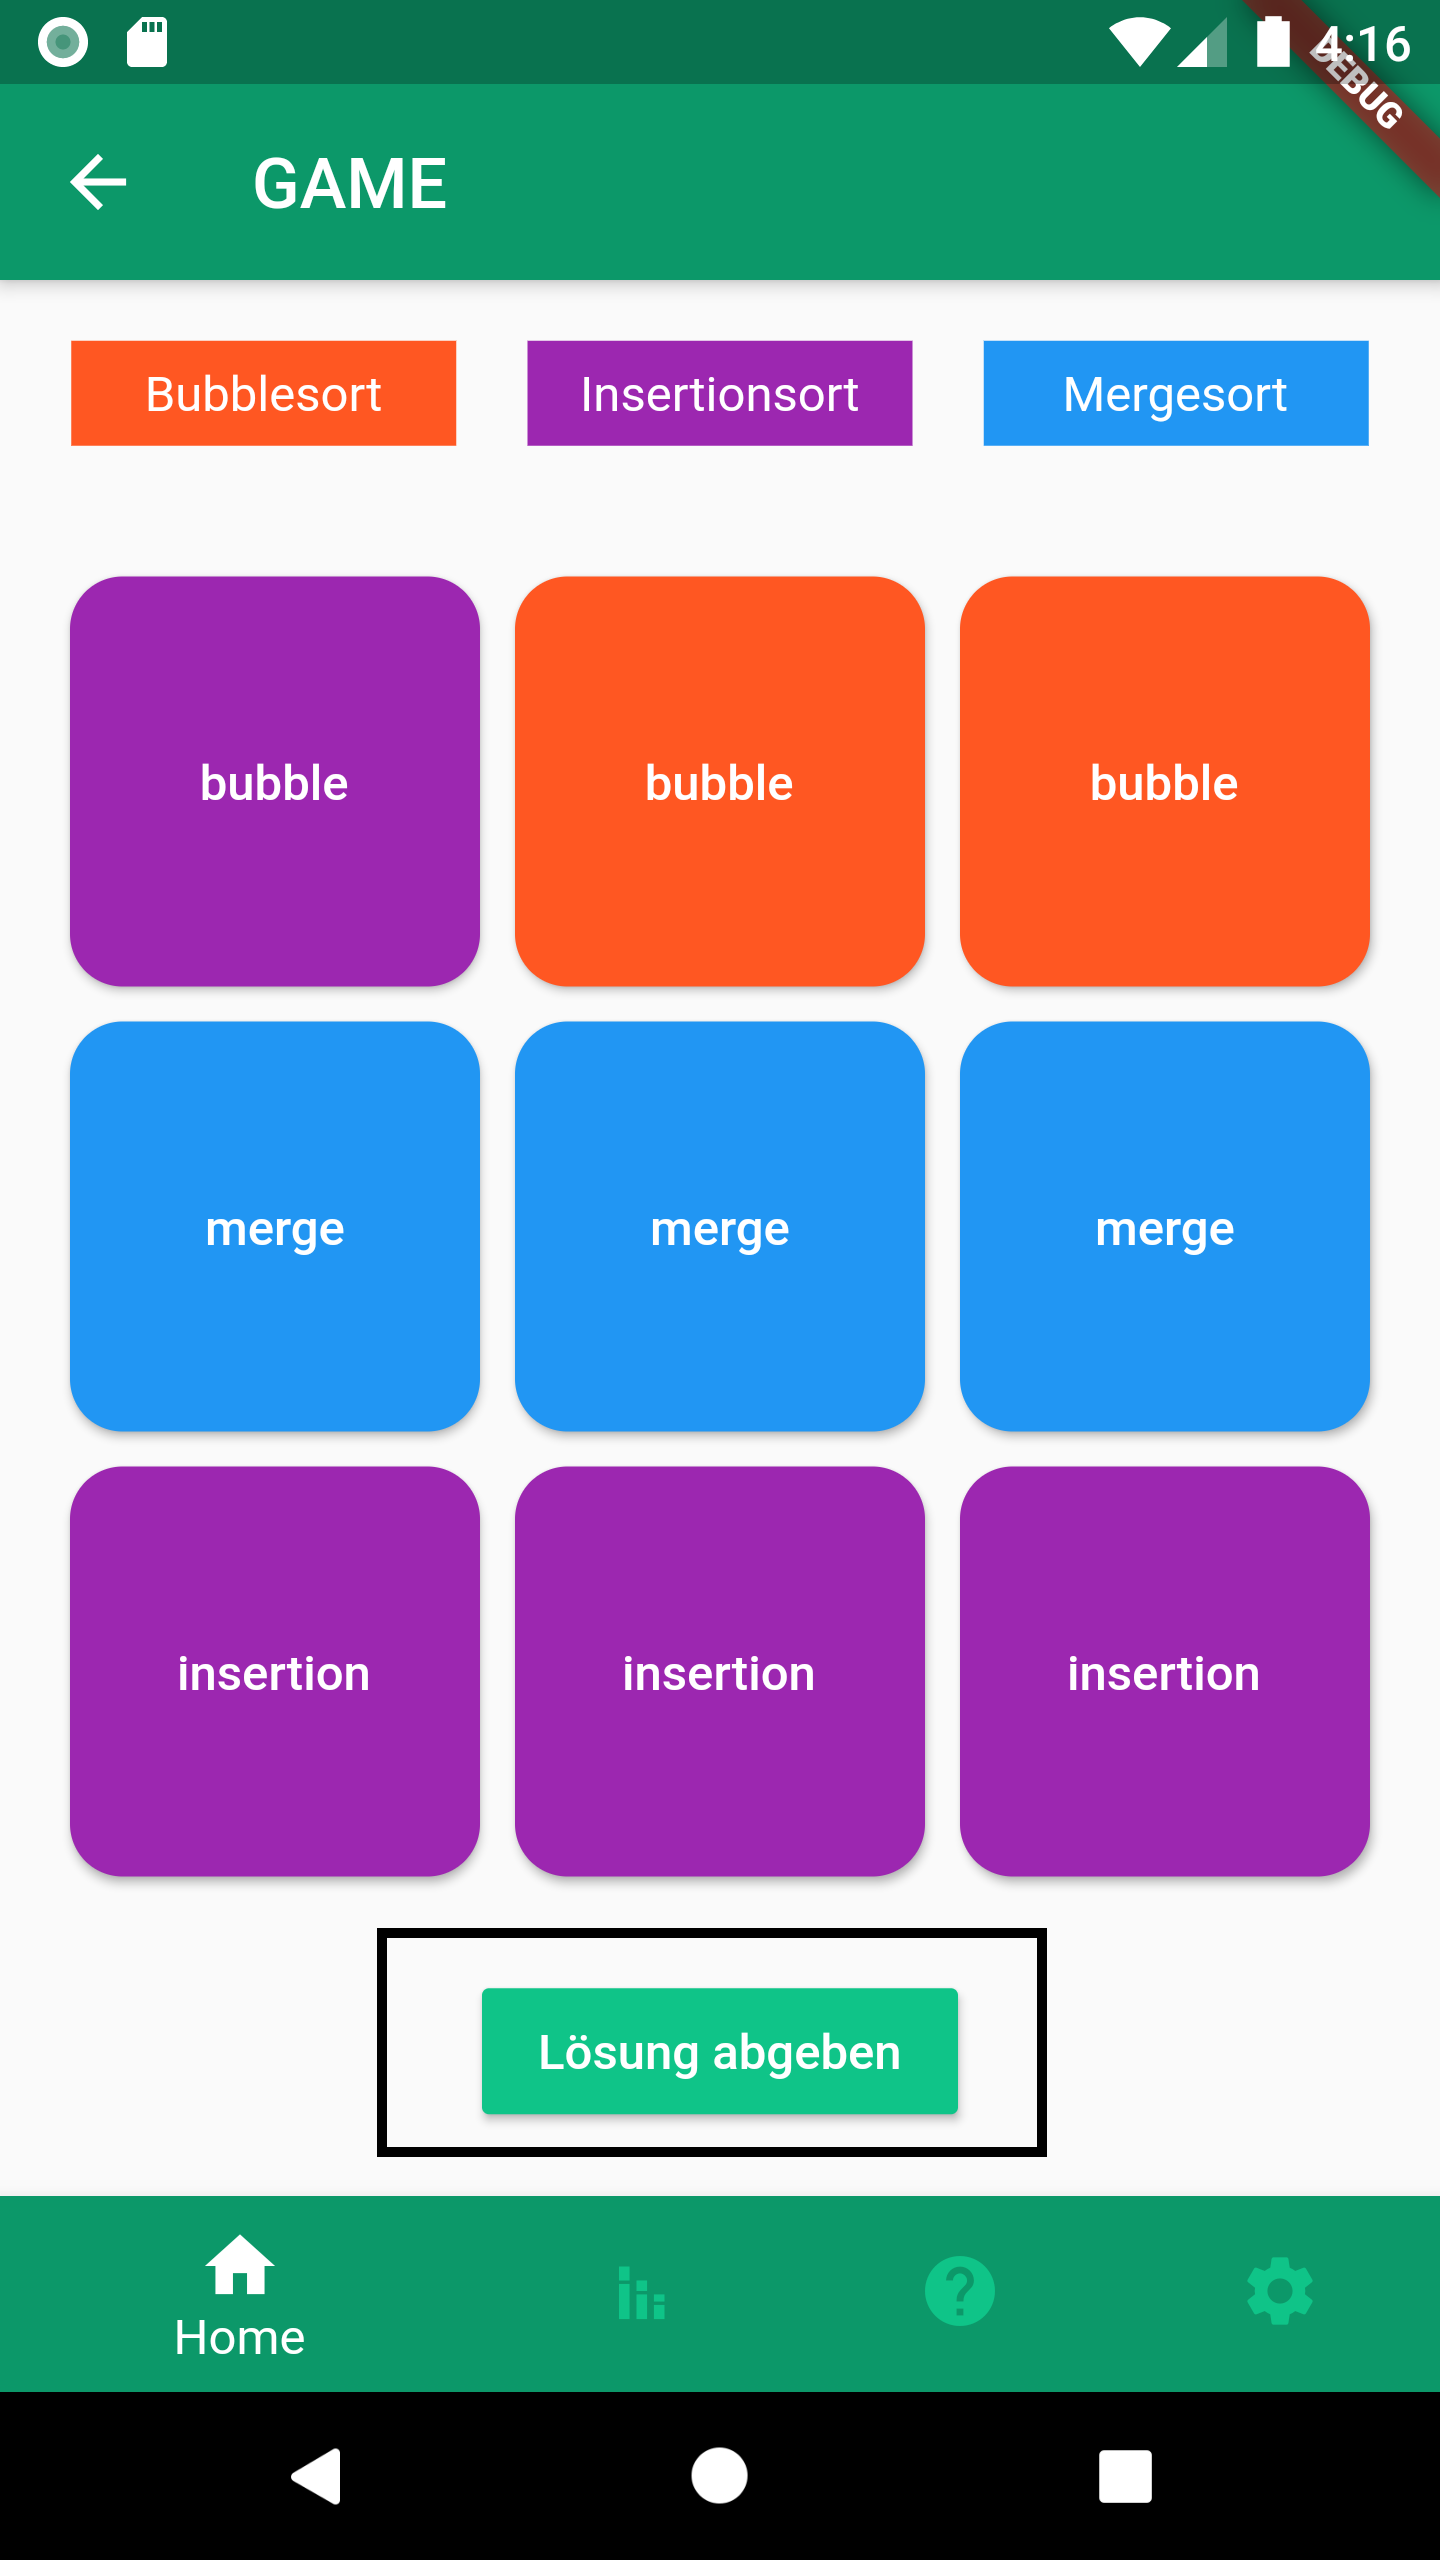 4:16
DEBUG
GAME
Bubblesort Insertionsort Mergesort
bubble bubble bubble
merge merge merge
insertion insertion insertion
Lösung abgeben
Home